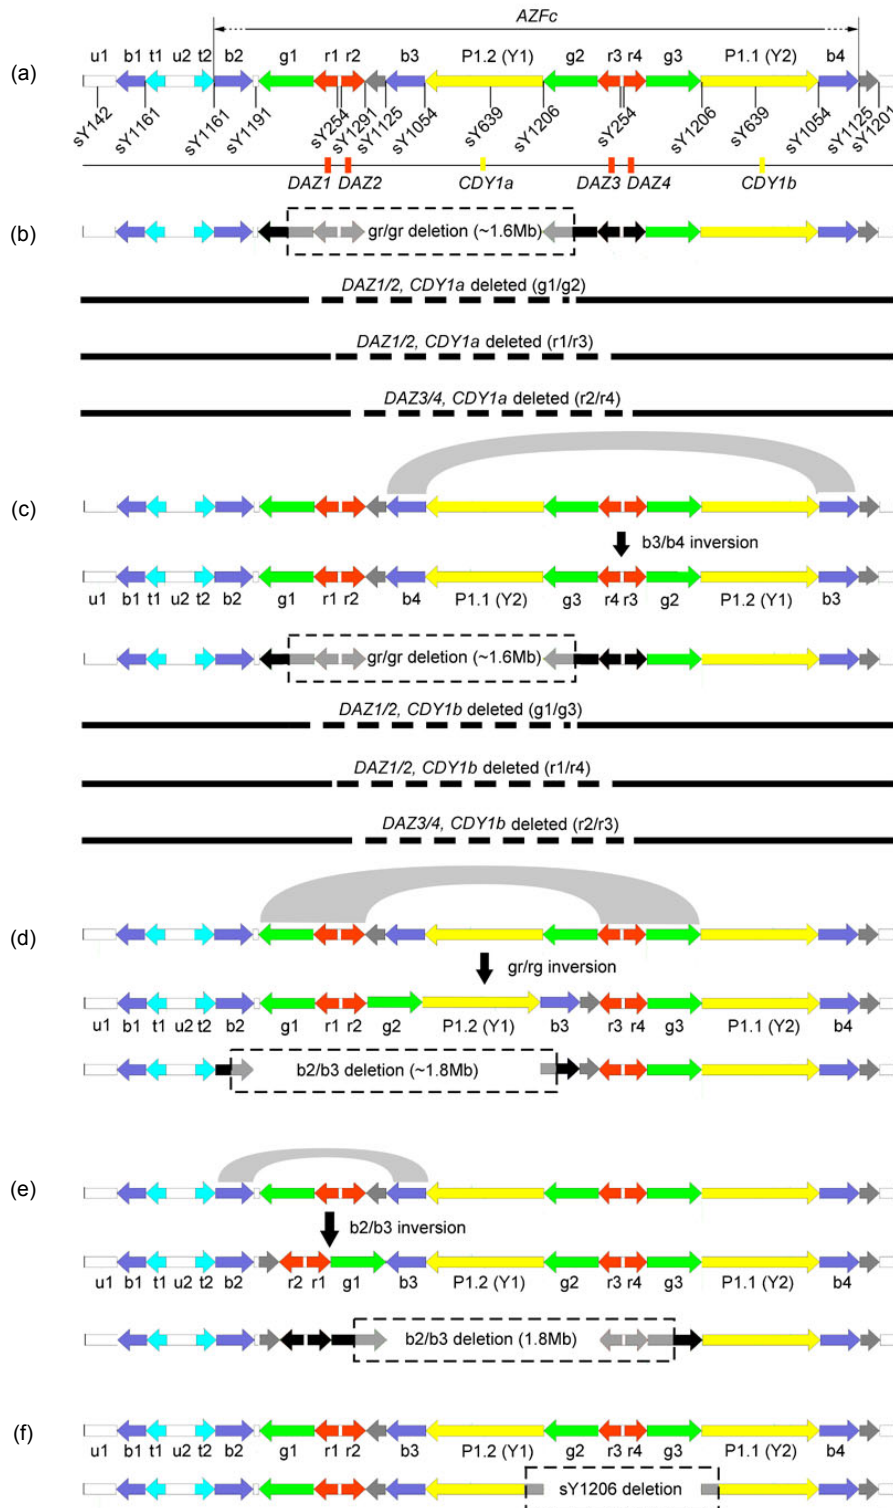 AZFc
u1 b1 t1 u2 t2 b2 g1 r1 r2 b3 P1.2 (Y1) g2 r3 r4 g3 P1.1 (Y2) b4
(a)
sY142 sY1161 sY1161 sY1191 sY254 sY1291 sY1125 sY1054 sY639 sY1206 sY254 sY1206 sY639 sY1054 sY1125 sY1201
DAZ1 DAZ2 CDY1a DAZ3 DAZ4 CDY1b
(b)
gr/gr deletion (~1.6Mb)
DAZ1/2, CDY1a deleted (g1/g2)
DAZ1/2, CDY1a deleted (r1/r3)
DAZ3/4, CDY1a deleted (r2/r4)
(c)
b3/b4 inversion
u1 b1 t1 u2 t2 b2 g1 r1 r2 b4 P1.1 (Y2) g3 r4 r3 g2 P1.2 (Y1) b3
gr/gr deletion (~1.6Mb)
DAZ1/2, CDY1b deleted (g1/g3)
DAZ1/2, CDY1b deleted (r1/r4)
DAZ3/4, CDY1b deleted (r2/r3)
(d)
gr/rg inversion
u1 b1 t1 u2 t2 b2 g1 r1 r2 g2 P1.2 (Y1) b3 r3 r4 g3 P1.1 (Y2) b4
b2/b3 deletion (~1.8Mb)
(e)
b2/b3 inversion
u1 b1 t1 u2 t2 b2 r2 r1 g1 b3 P1.2 (Y1) g2 r3 r4 g3 P1.1 (Y2) b4
b2/b3 deletion (1.8Mb)
(f)
u1 b1 t1 u2 t2 b2 g1 r1 r2 b3 P1.2 (Y1) g2 r3 r4 g3 P1.1 (Y2) b4
sY1206 deletion